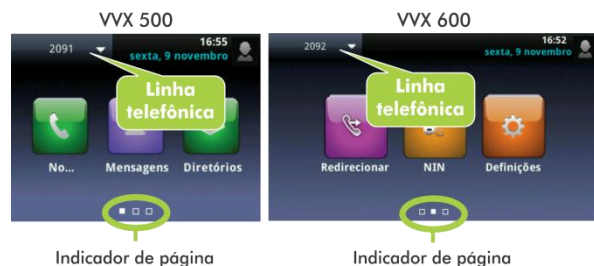 VVX 500
2091
16:55
sexta, 9 novembro
Linha
telefônica
No...
Mensagens
Diretórios
Indicador de página
VVX 600
2092
16:52
sexta, 9 novembro
Linha
telefônica
Redirecionar
NIN
Definições
Indicador de página